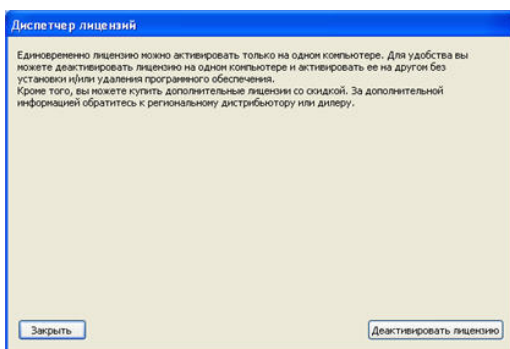 Диспетчер лицензий
Единовременно лицензию можно активировать только на одном компьютере. Для удобства вы
можете деактивировать лицензию на одном компьютере и активировать ее на другом без
установки и/или удаления программного обеспечения.
Кроме того, вы можете купить дополнительные лицензии со скидкой. За дополнительной
информацией обратитесь к региональному дистрибьютору или дилеру.
Закрыть
Деактивировать лицензию